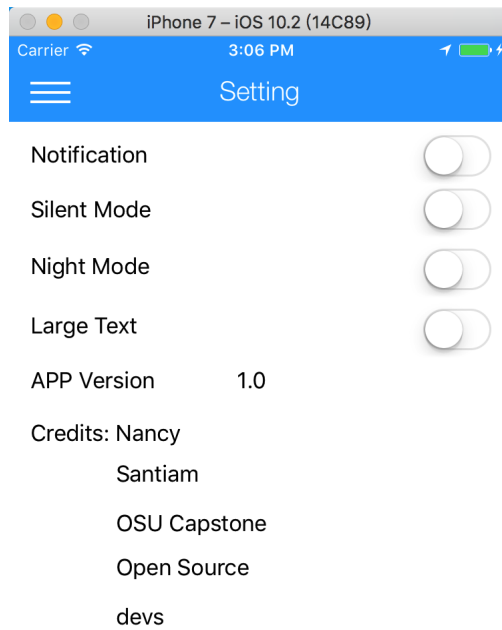 iPhone 7 – iOS 10.2 (14C89)
Carrier 3:06 PM
Setting
Notification
Silent Mode
Night Mode
Large Text
APP Version 1.0
Credits: Nancy
Santiam
OSU Capstone
Open Source
devs